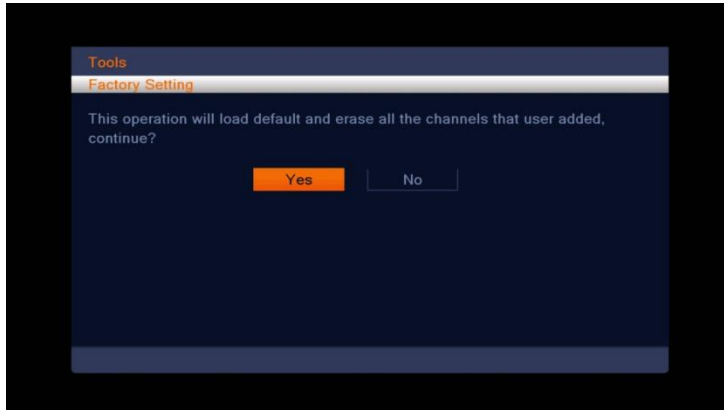 Tools
Factory Setting
This operation will load default and erase all the channels that user added,
continue?
Yes No